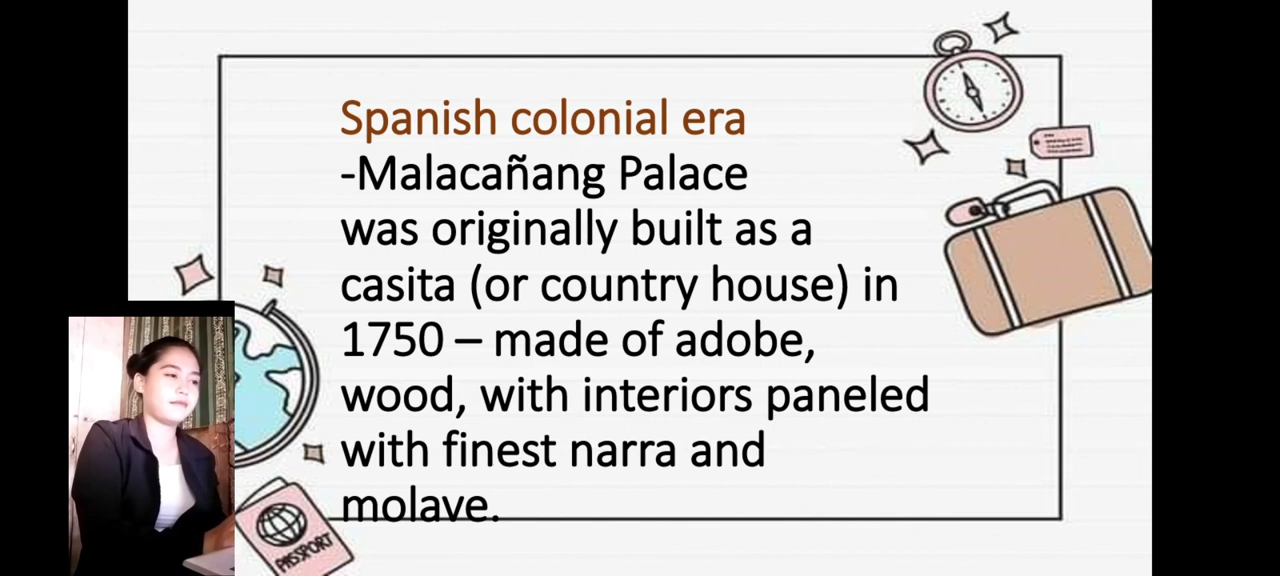 Spanish colonial era
-Malacañang Palace
was originally built as a
casita (or country house) in
1750 – made of adobe,
wood, with interiors paneled
with finest narra and
molave.
PASSPORT